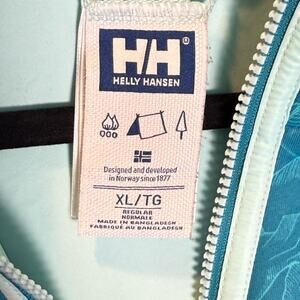 HH
HELLY HANSEN
Designed and developed
in Norway since 1877
XL/TG
REGULAR
NORMALE
MADE IN BANGLADESH
FABRIQUÉ AU BANGLADESH